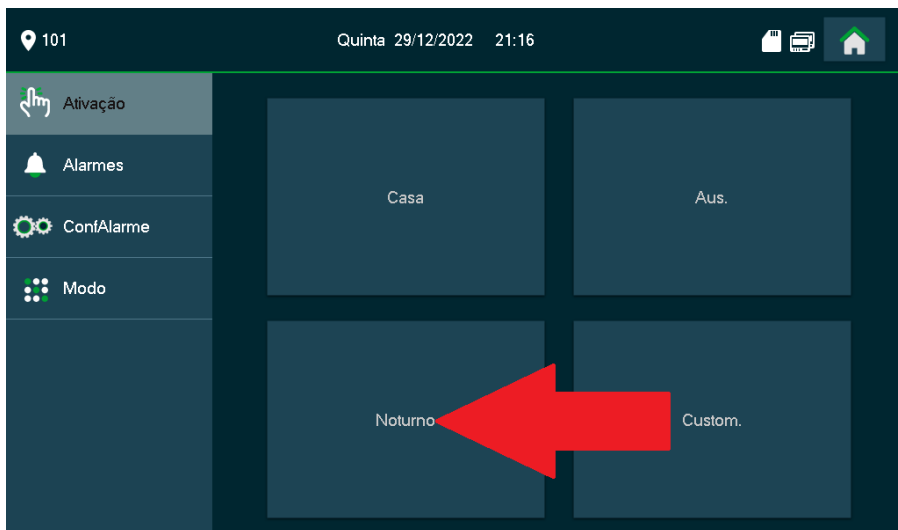 101
Quinta 29/12/2022 21:16
Ativação
Alarmes
ConfAlarme
Modo
Casa
Aus.
Noturno
Custom.